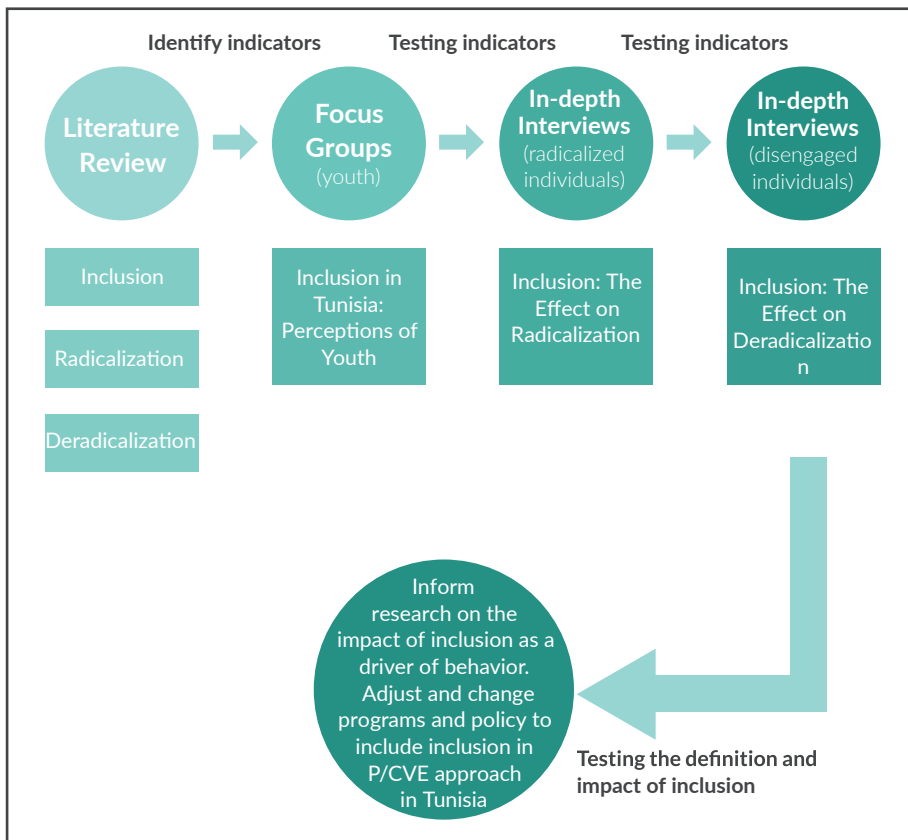 Identify indicators
Testing indicators
Testing indicators
Literature
Review
Focus
Groups
(youth)
In-depth
Interviews
(radicalized
individuals)
In-depth
Interviews
(disengaged
individuals)
Inclusion
Radicalization
Deradicalization
Inclusion in
Tunisia:
Perceptions of
Youth
Inclusion: The
Effect on
Radicalization
Inclusion: The
Effect on
Deradicalizatio
n
Inform
research on the
impact of inclusion as a
driver of behavior.
Adjust and change
programs and policy to
include inclusion in
P/CVE approach
in Tunisia
Testing the definition and
impact of inclusion